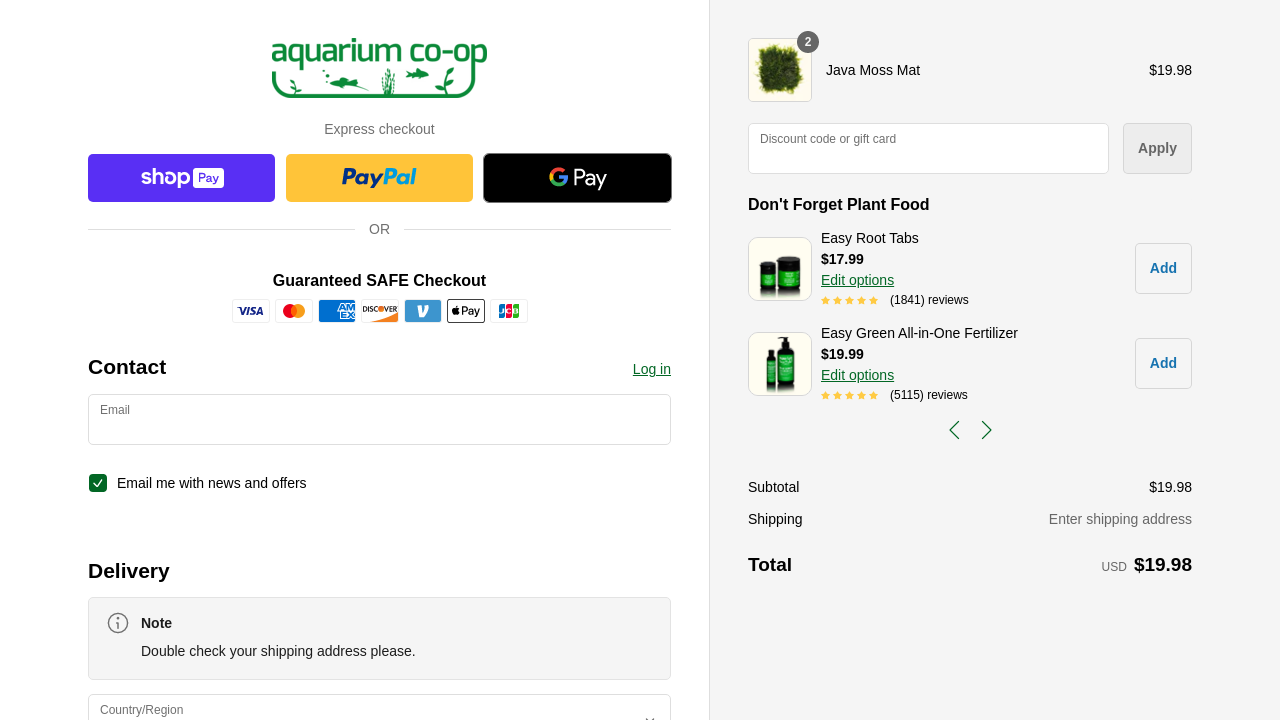 aquarium co-op
Express checkout
shop Pay
PayPal
G Pay
OR
Guaranteed SAFE Checkout
VISA
AM
EX
DISCOVER
Pay
JCB
Contact
Log in
Email
Email me with news and offers
Delivery
Note
Double check your shipping address please.
Country/Region
2
Java Moss Mat
$19.98
Discount code or gift card
Apply
Don't Forget Plant Food
Easy Root Tabs
$17.99
Edit options
(1841) reviews
Add
Easy Green All-in-One Fertilizer
$19.99
Edit options
(5115) reviews
Add
Subtotal
$19.98
Shipping
Enter shipping address
Total
USD $19.98